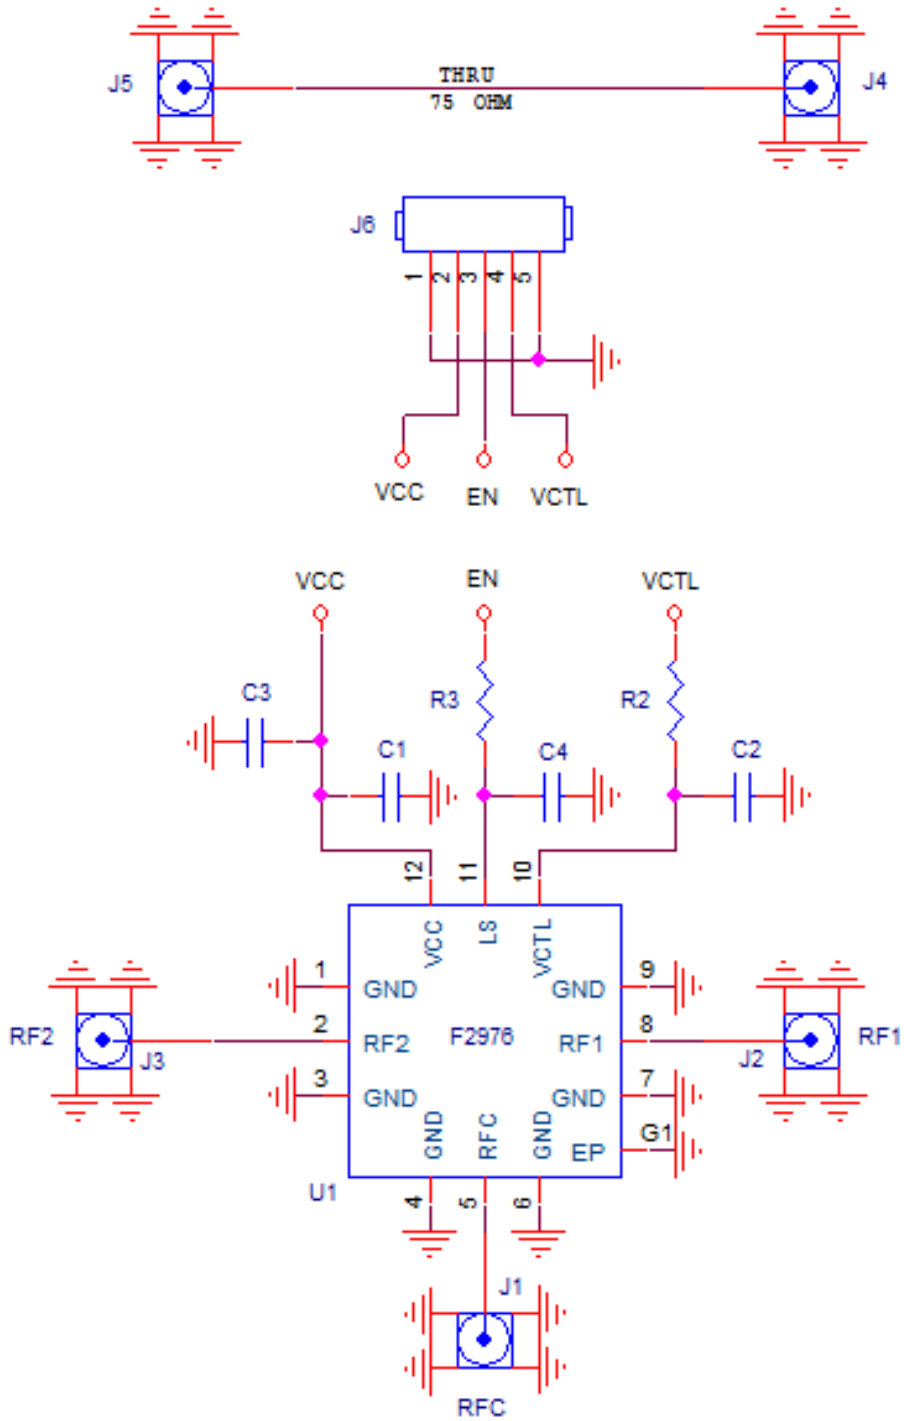 THRU
J5 J4
75 OHM
J6
1 2 3 4 5
VCC EN VCTL
VCC EN VCTL
C3 R3 R2
C1 C4 C2
12 11 10
VCC LS VCTL
1 GND GND 9
RF2 J3 2 RF2 F2976 RF1 8 J2 RF1
3 GND GND 7
GND RFC GND EP G1
U1 4 5 6
J1
RFC